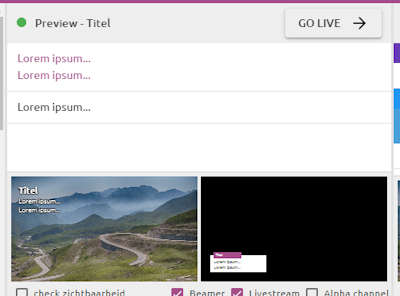 Preview - Titel
GO LIVE
Lorem ipsum...
Lorem ipsum...
Lorem ipsum...
Titel
Lorem ipsum...
Lorem ipsum...
Titel
Lorem ipsum...
Lorem ipsum...
check zichtbaarheid
Beamer
Livestream
Alpha channel